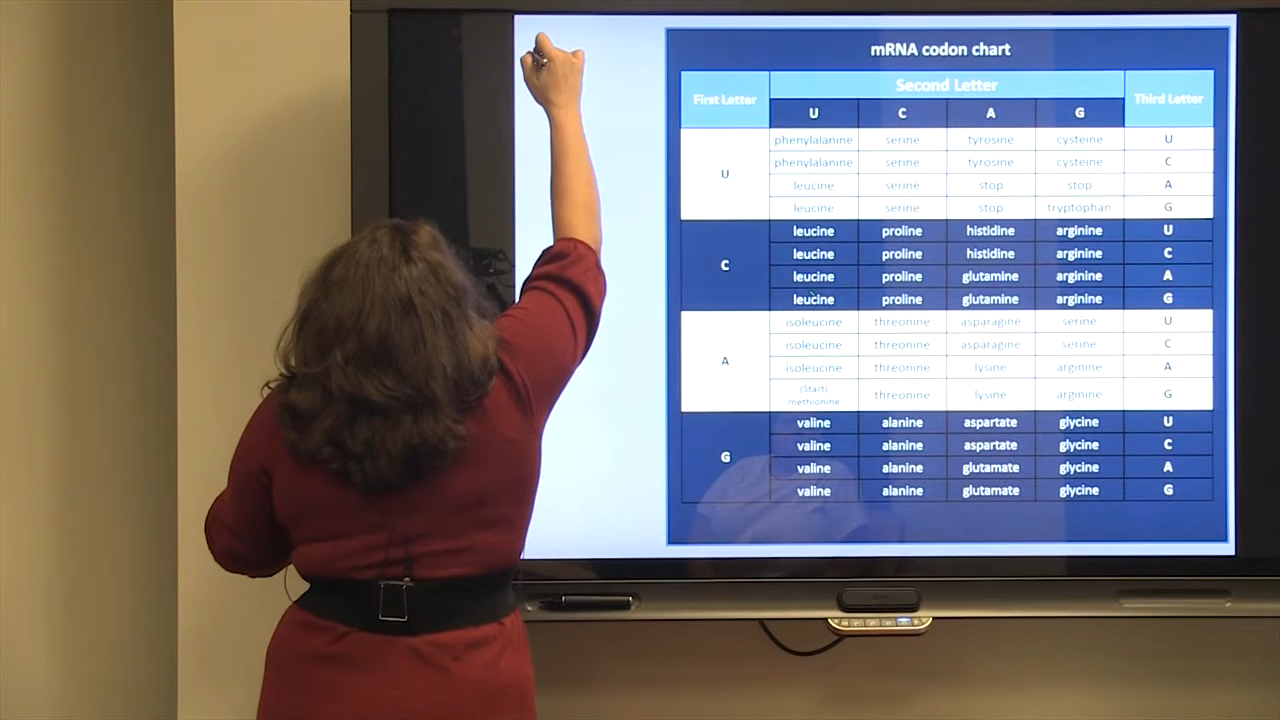 mRNA codon chart
First Letter Second Letter Third Letter
U C A G
U phenylalanine serine tyrosine cysteine U
phenylalanine serine tyrosine cysteine C
leucine serine stop stop A
leucine serine stop tryptophan G
C leucine proline histidine arginine U
leucine proline histidine arginine C
leucine proline glutamine arginine A
leucine proline glutamine arginine G
A isoleucine threonine asparagine serine U
isoleucine threonine asparagine serine C
isoleucine threonine lysine arginine A
(Start)
methionine threonine lysine arginine G
G valine alanine aspartate glycine U
valine alanine aspartate glycine C
valine alanine glutamate glycine A
valine alanine glutamate glycine G